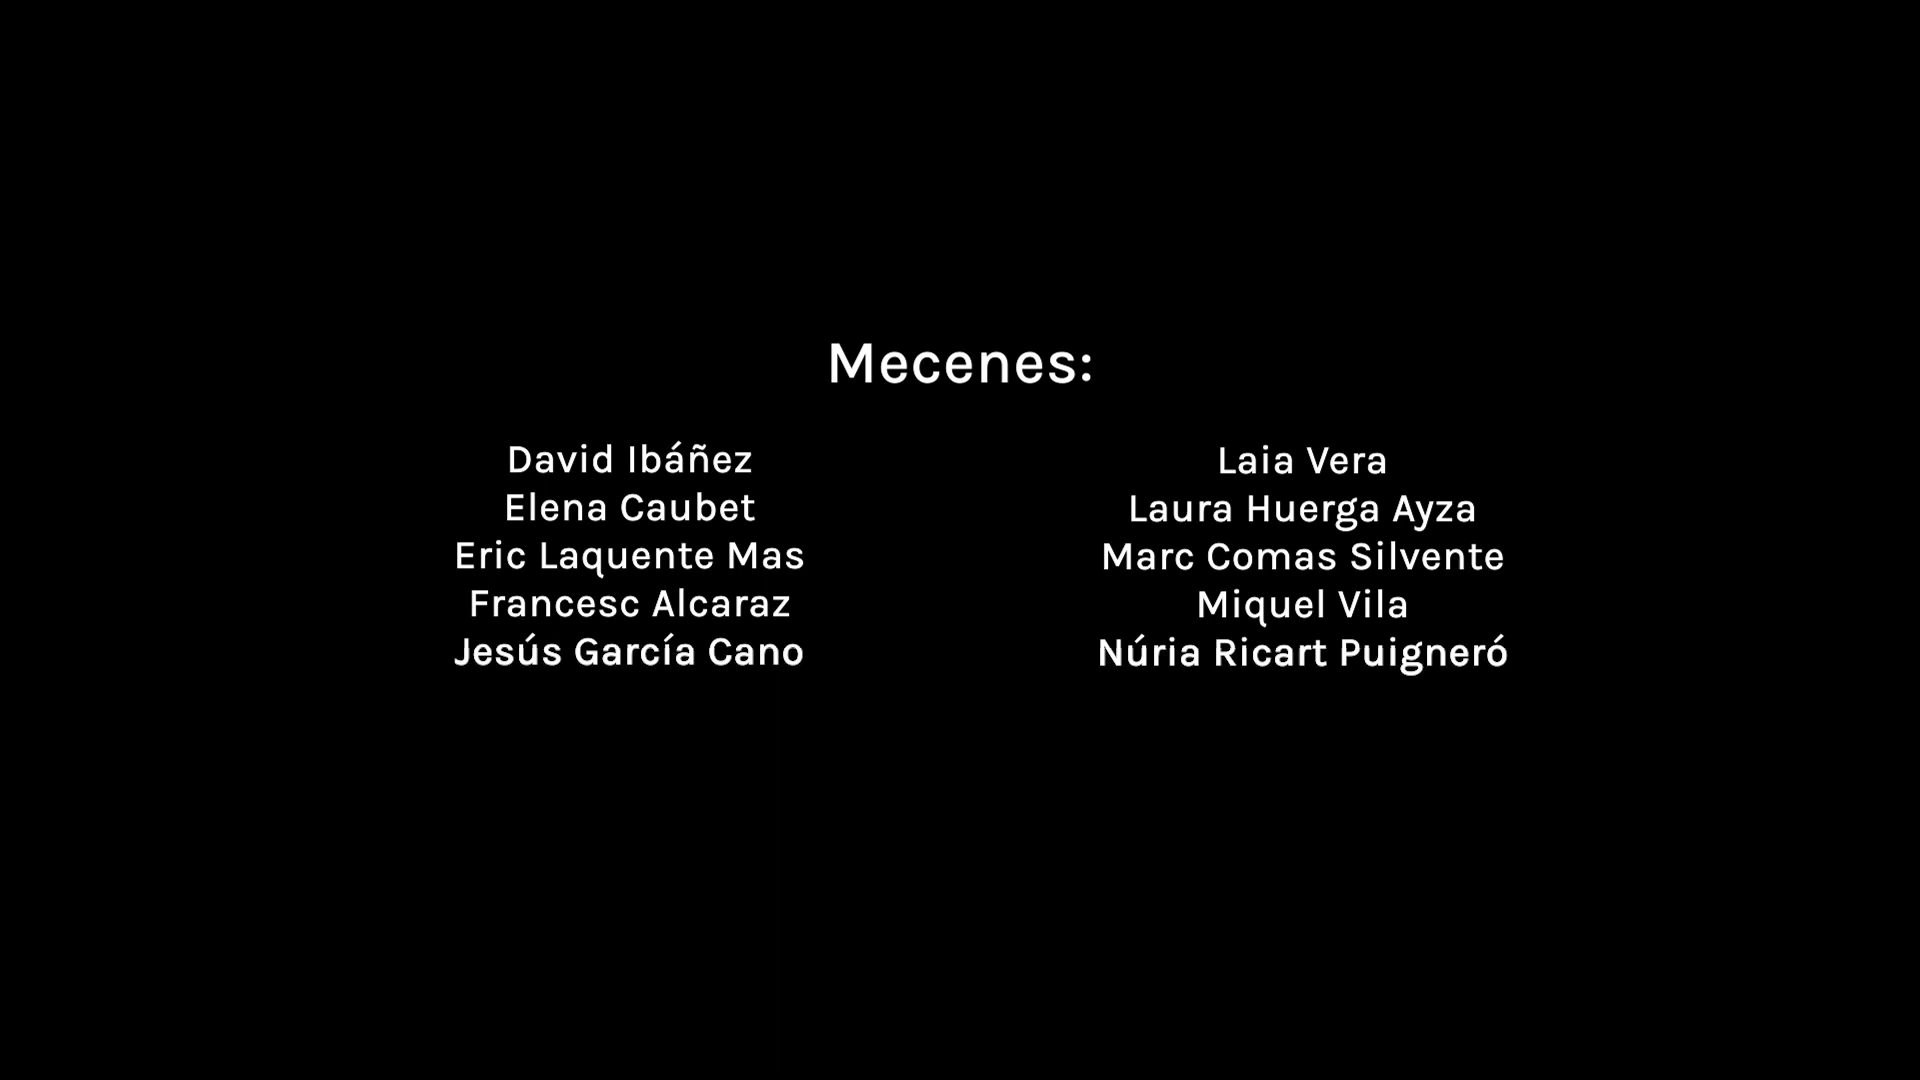 Mecenes:
David Ibáñez
Elena Caubet
Eric Laquente Mas
Francesc Alcaraz
Jesús García Cano
Laia Vera
Laura Huerga Ayza
Marc Comas Silvente
Miquel Vila
Núria Ricart Puigneró